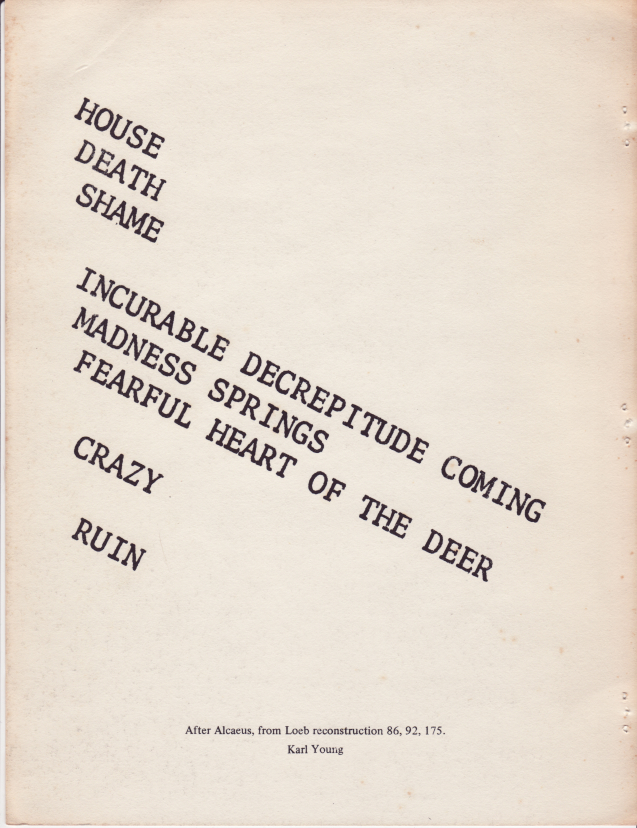 HOUSE
DEATH
SHAME
INCURABLE DECREPITUDE COMING
MADNESS SPRINGS
FEARFUL HEART OF THE DEER
CRAZY
RUIN
After Alcaeus, from Loeb reconstruction 86, 92, 175.
Karl Young